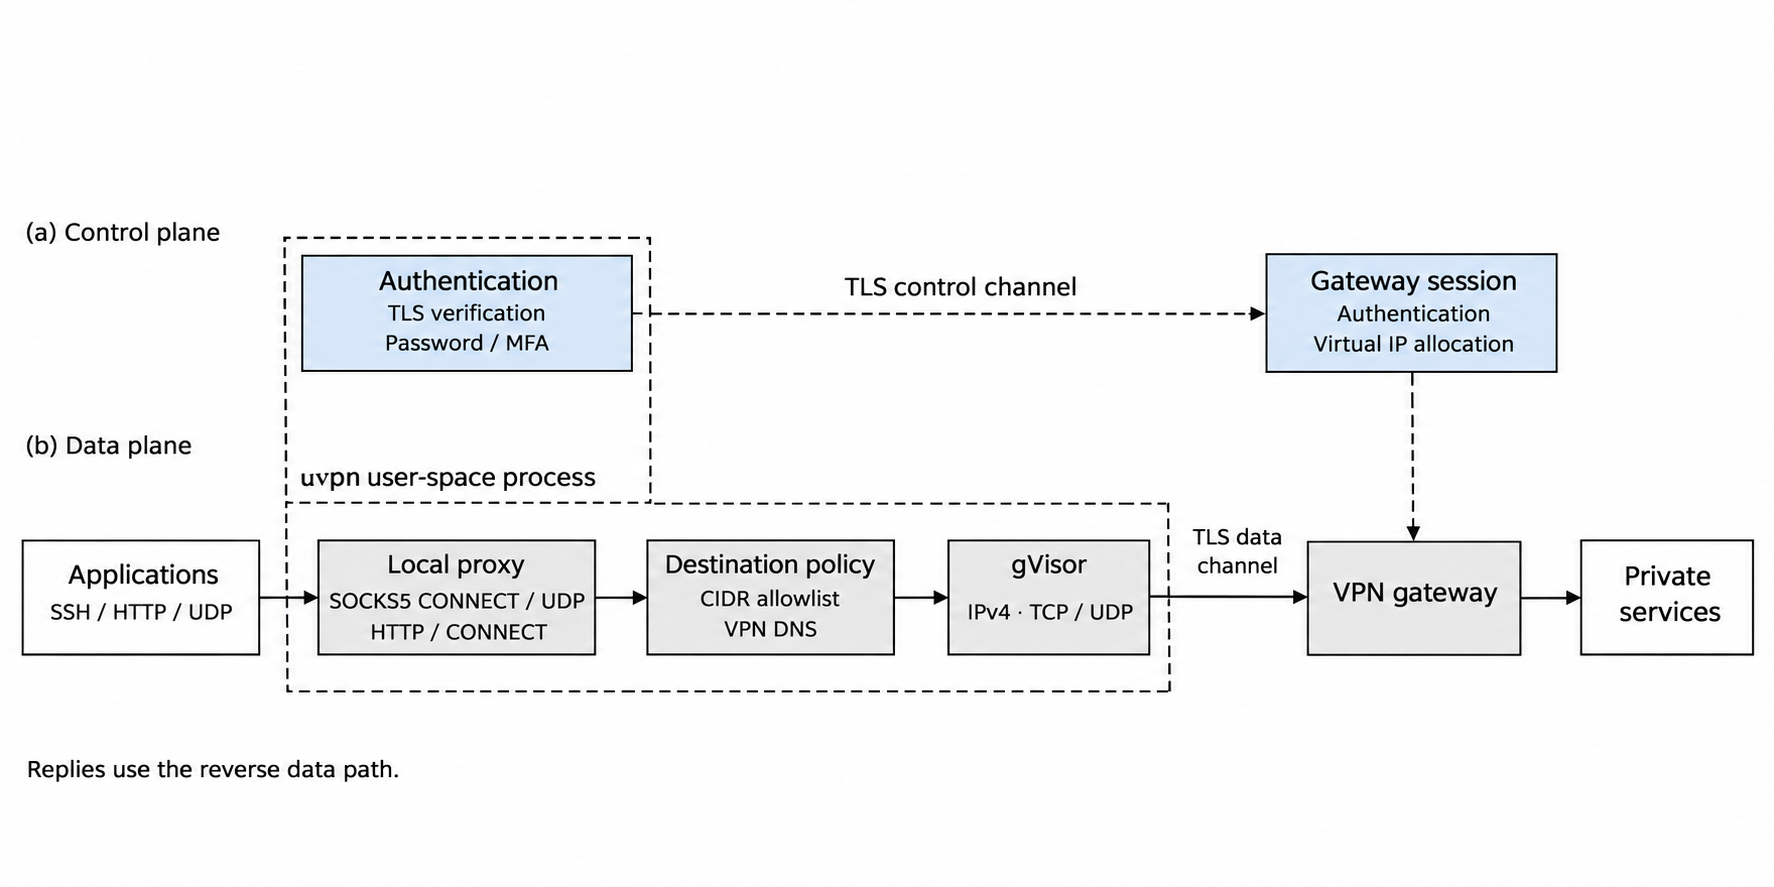 (a) Control plane
Authentication
TLS verification
Password / MFA
TLS control channel
Gateway session
Authentication
Virtual IP allocation
(b) Data plane
uvpn user-space process
Applications
SSH / HTTP / UDP
Local proxy
SOCKS5 CONNECT / UDP
HTTP / CONNECT
Destination policy
CIDR allowlist
VPN DNS
gVisor
IPv4 · TCP / UDP
TLS data
channel
VPN gateway
Private
services
Replies use the reverse data path.